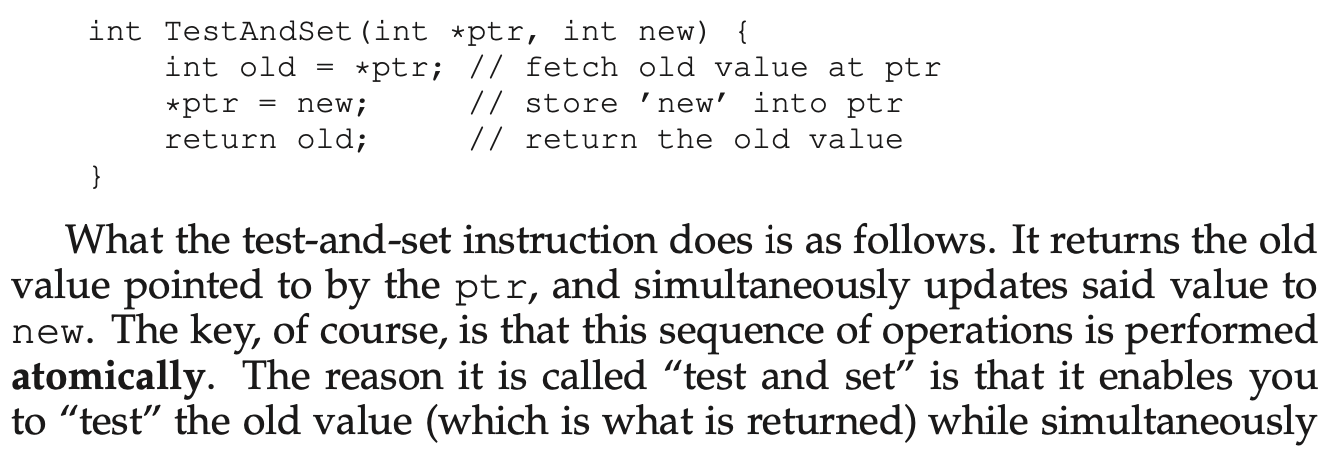 int TestAndSet(int *ptr, int new) {
    int old = *ptr; // fetch old value at ptr
    *ptr = new;     // store ’new’ into ptr
    return old;     // return the old value
}
What the test-and-set instruction does is as follows. It returns the old
value pointed to by the ptr, and simultaneously updates said value to
new. The key, of course, is that this sequence of operations is performed
atomically. The reason it is called “test and set” is that it enables you
to “test” the old value (which is what is returned) while simultaneously